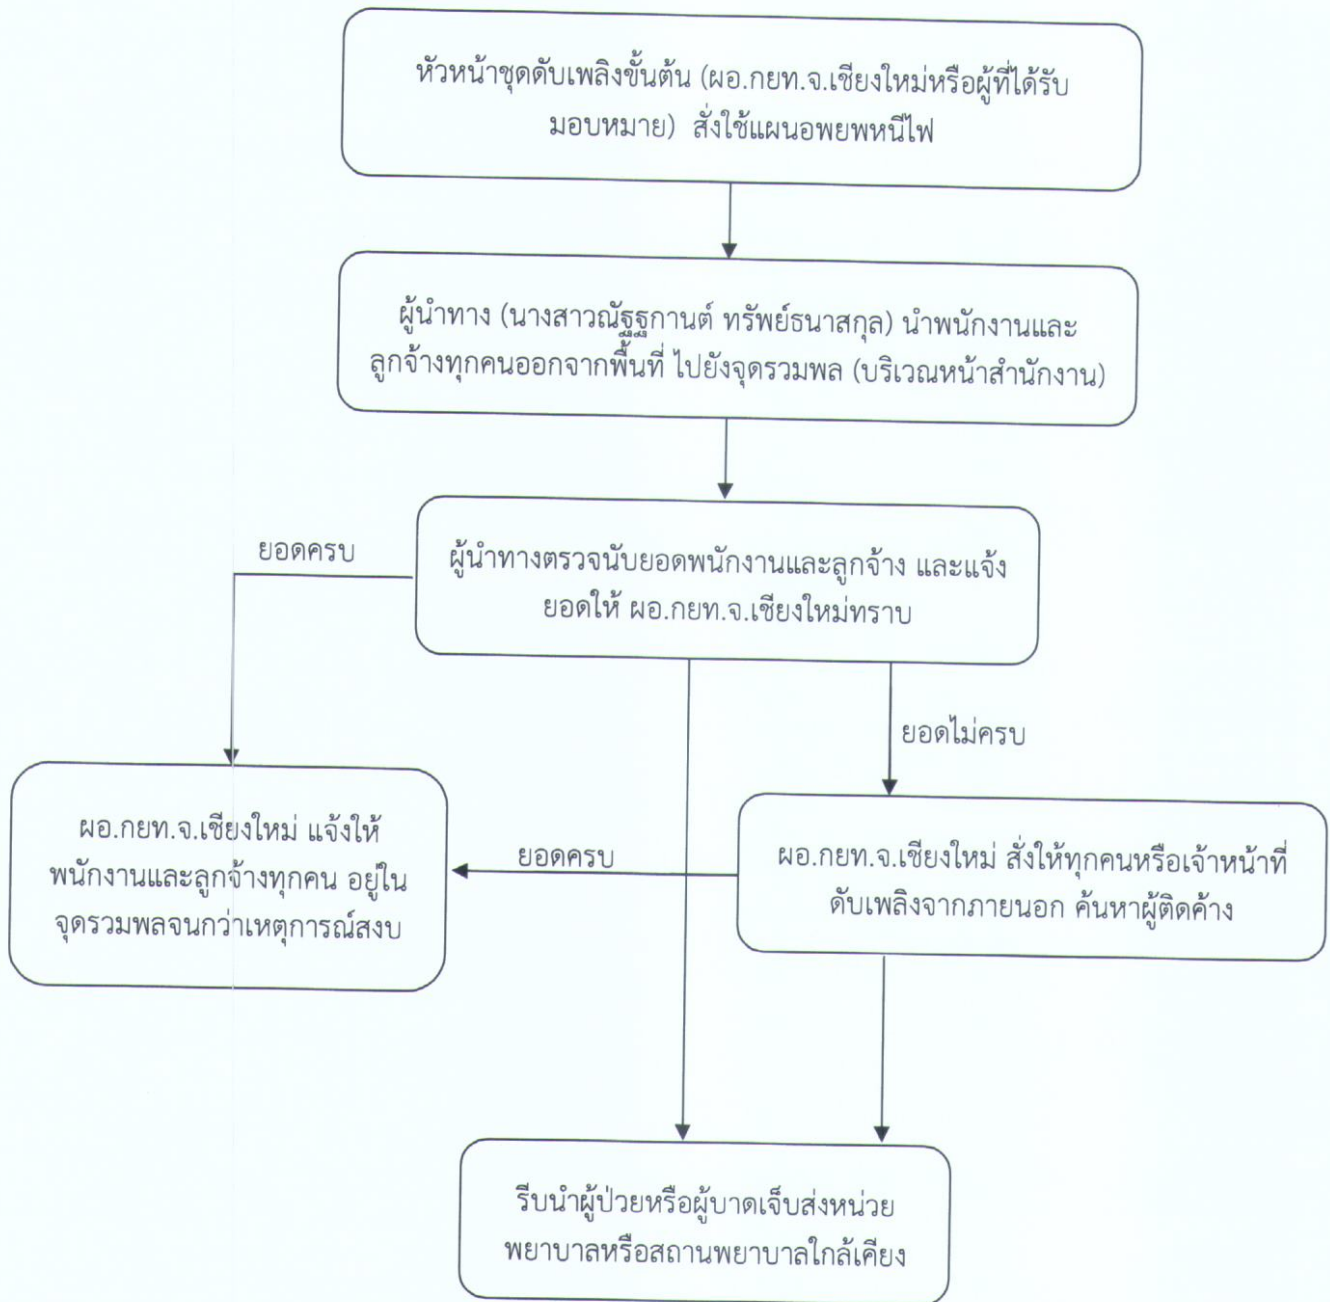 หัวหน้าชุดดับเพลิงขั้นต้น (ผอ.กยท.จ.เชียงใหม่หรือผู้ที่ได้รับ
มอบหมาย) สั่งใช้แผนอพยพหนีไฟ
ผู้นำทาง (นางสาวณัฐฐกานต์ ทรัพย์ธนาสกุล) นำพนักงานและ
ลูกจ้างทุกคนออกจากพื้นที่ ไปยังจุดรวมพล (บริเวณหน้าสำนักงาน)
ยอดครบ
ผู้นำทางตรวจนับยอดพนักงานและลูกจ้าง และแจ้ง
ยอดให้ ผอ.กยท.จ.เชียงใหม่ทราบ
ยอดไม่ครบ
ผอ.กยท.จ.เชียงใหม่ แจ้งให้
พนักงานและลูกจ้างทุกคน อยู่ใน
จุดรวมพลจนกว่าเหตุการณ์สงบ
ยอดครบ
ผอ.กยท.จ.เชียงใหม่ สั่งให้ทุกคนหรือเจ้าหน้าที่
ดับเพลิงจากภายนอก ค้นหาผู้ติดค้าง
รีบนำผู้ป่วยหรือผู้บาดเจ็บส่งหน่วย
พยาบาลหรือสถานพยาบาลใกล้เคียง